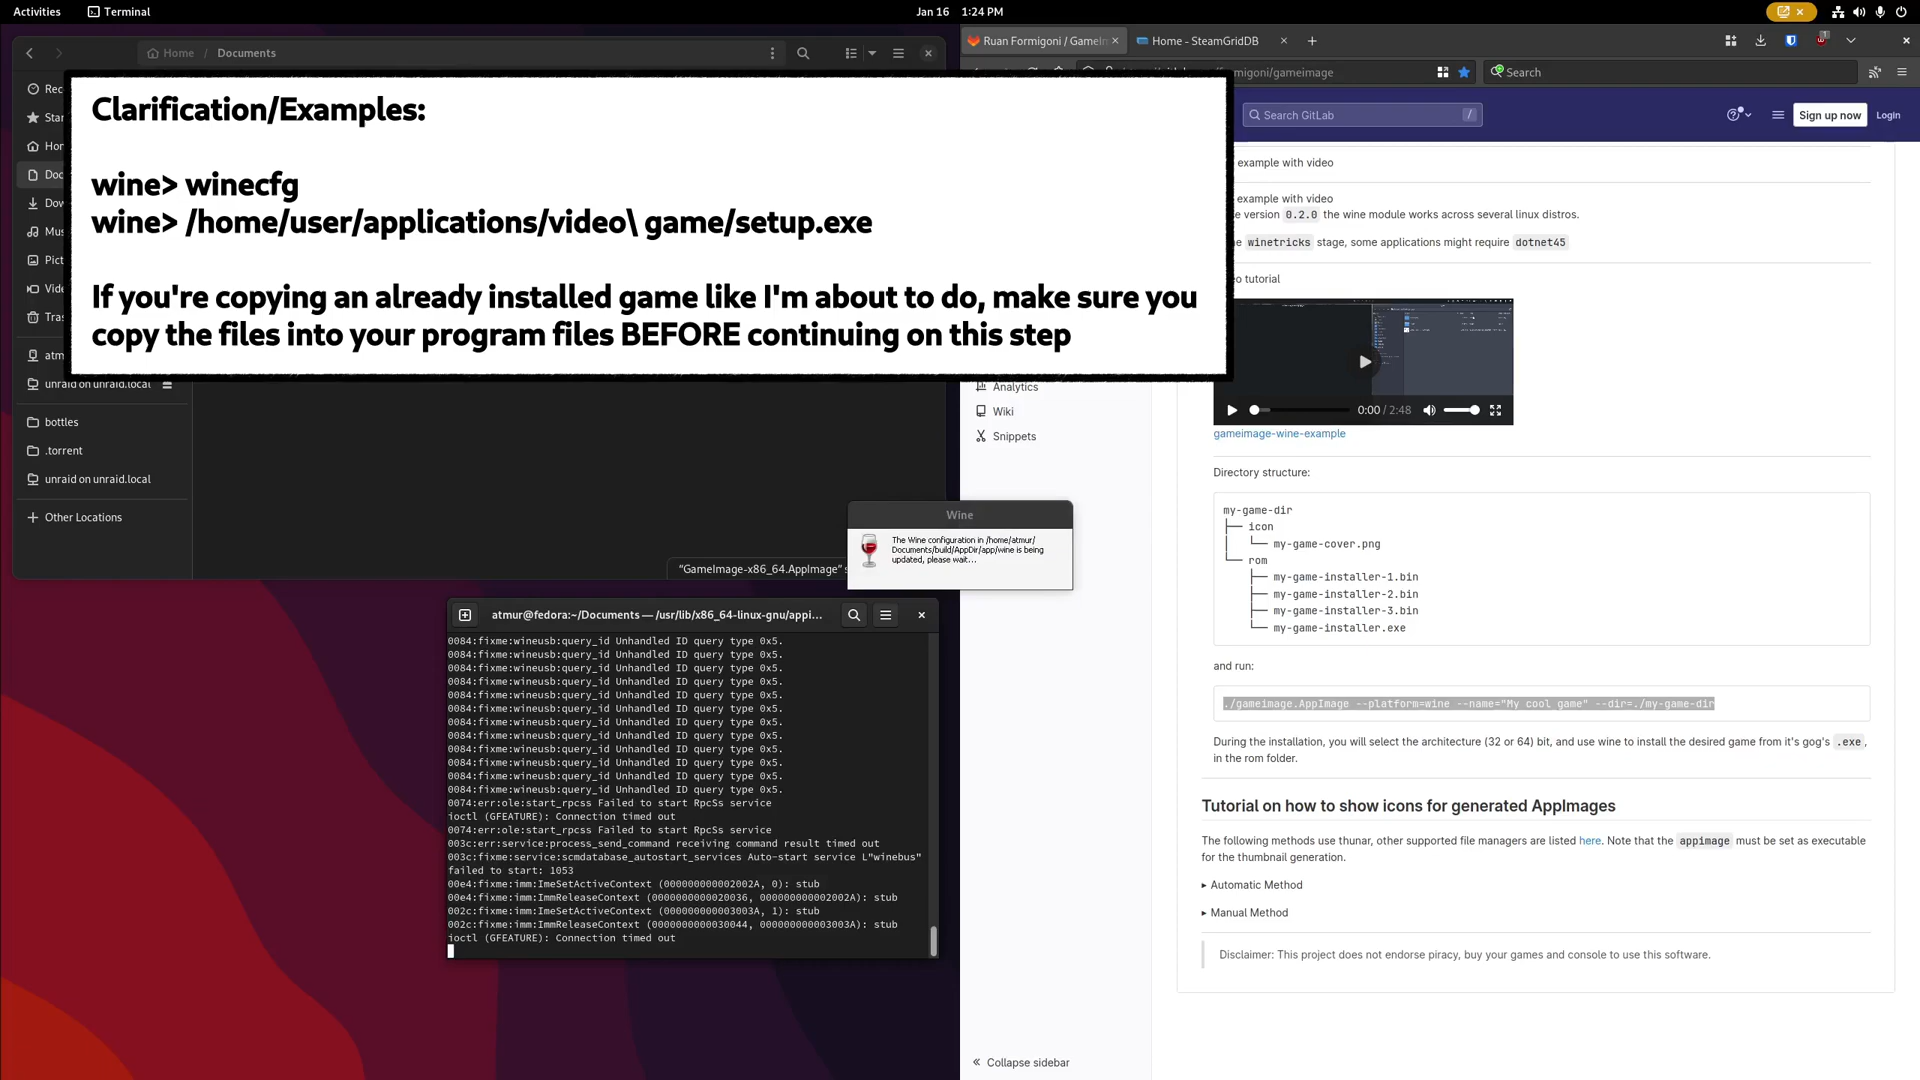 Activities
Terminal
Jan 16 1:24 PM
Home / Documents
Ruan Formigoni / GameIm
Home - SteamGridDB
migoni/gameimage
Search
Clarification/Examples:
wine> winecfg
wine> /home/user/applications/video\ game/setup.exe
If you're copying an already installed game like I'm about to do, make sure you
copy the files into your program files BEFORE continuing on this step
Rec
Star
Hon
Doc
Dow
Mus
Pict
Vide
Tras
atm
unraid on unraid.local
bottles
.torrent
unraid on unraid.local
Other Locations
"GameImage-x86_64.AppImage" s
Wine
The Wine configuration in /home/atmur/
Documents/build/AppDir/app/wine is being
updated, please wait...
atmur@fedora:~/Documents — /usr/lib/x86_64-linux-gnu/appi...
0084:fixme:wineusb:query_id Unhandled ID query type 0x5.
0084:fixme:wineusb:query_id Unhandled ID query type 0x5.
0084:fixme:wineusb:query_id Unhandled ID query type 0x5.
0084:fixme:wineusb:query_id Unhandled ID query type 0x5.
0084:fixme:wineusb:query_id Unhandled ID query type 0x5.
0084:fixme:wineusb:query_id Unhandled ID query type 0x5.
0084:fixme:wineusb:query_id Unhandled ID query type 0x5.
0084:fixme:wineusb:query_id Unhandled ID query type 0x5.
0084:fixme:wineusb:query_id Unhandled ID query type 0x5.
0084:fixme:wineusb:query_id Unhandled ID query type 0x5.
0084:fixme:wineusb:query_id Unhandled ID query type 0x5.
0084:fixme:wineusb:query_id Unhandled ID query type 0x5.
0074:err:ole:start_rpcss Failed to start RpcSs service
ioctl (GFEATURE): Connection timed out
0074:err:ole:start_rpcss Failed to start RpcSs service
003c:err:service:process_send_command receiving command result timed out
003c:fixme:service:scmdatabase_autostart_services Auto-start service L"winebus"
failed to start: 1053
00e4:fixme:imm:ImeSetActiveContext (000000000002002A, 0): stub
00e4:fixme:imm:ImmReleaseContext (0000000000020036, 000000000002002A): stub
002c:fixme:imm:ImeSetActiveContext (000000000003003A, 1): stub
002c:fixme:imm:ImmReleaseContext (0000000000030044, 000000000003003A): stub
ioctl (GFEATURE): Connection timed out
Search GitLab /
Sign up now
Login
Analytics
Wiki
Snippets
Collapse sidebar
example with video
example with video
e version 0.2.0 the wine module works across several linux distros.
he winetricks stage, some applications might require dotnet45
eo tutorial
0:00 / 2:48
gameimage-wine-example
Directory structure:
my-game-dir
├── icon
│   └── my-game-cover.png
└── rom
├── my-game-installer-1.bin
├── my-game-installer-2.bin
├── my-game-installer-3.bin
└── my-game-installer.exe
and run:
./gameimage.AppImage --platform=wine --name="My cool game" --dir=./my-game-dir
During the installation, you will select the architecture (32 or 64) bit, and use wine to install the desired game from it's gog's .exe,
in the rom folder.
Tutorial on how to show icons for generated AppImages
The following methods use thunar, other supported file managers are listed here. Note that the appimage must be set as executable
for the thumbnail generation.
Automatic Method
Manual Method
Disclaimer: This project does not endorse piracy, buy your games and console to use this software.